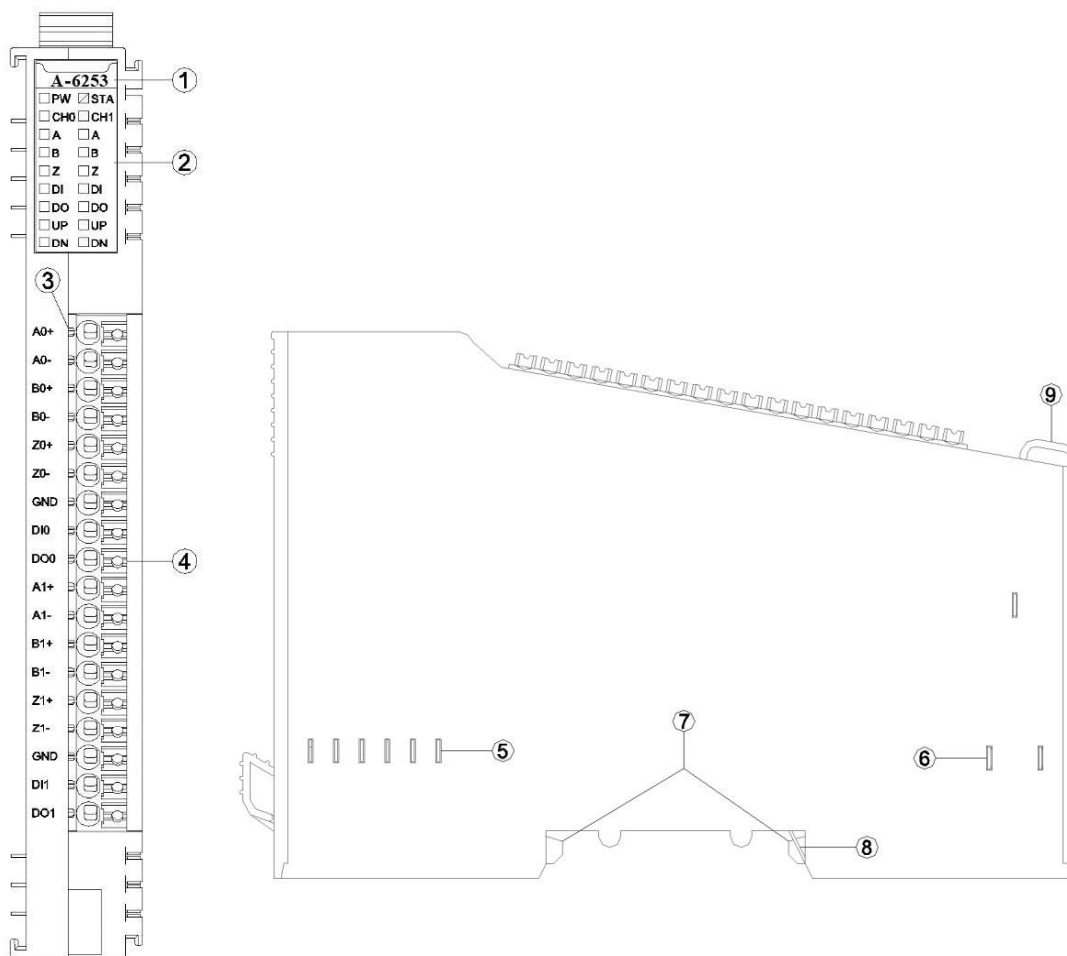 A-6253
①
PW STA
CH0 CH1
A A
B B
②
Z Z
DI DI
DO DO
UP UP
DN DN
③
A0+
A0-
B0+
B0-
Z0+
Z0-
GND
DI0
DO0
④
A1+
A1-
B1+
B1-
Z1+
Z1-
GND
DI1
DO1
⑨
⑦
⑤
⑥
⑧